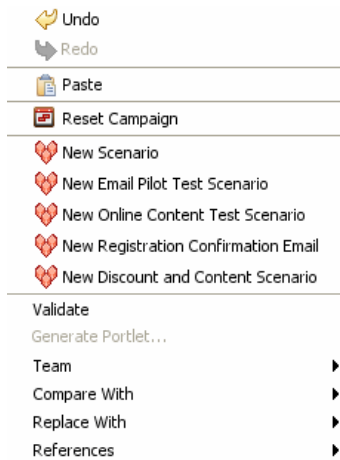 Undo
Redo
Paste
Reset Campaign
New Scenario
New Email Pilot Test Scenario
New Online Content Test Scenario
New Registration Confirmation Email
New Discount and Content Scenario
Validate
Generate Portlet...
Team
Compare With
Replace With
References